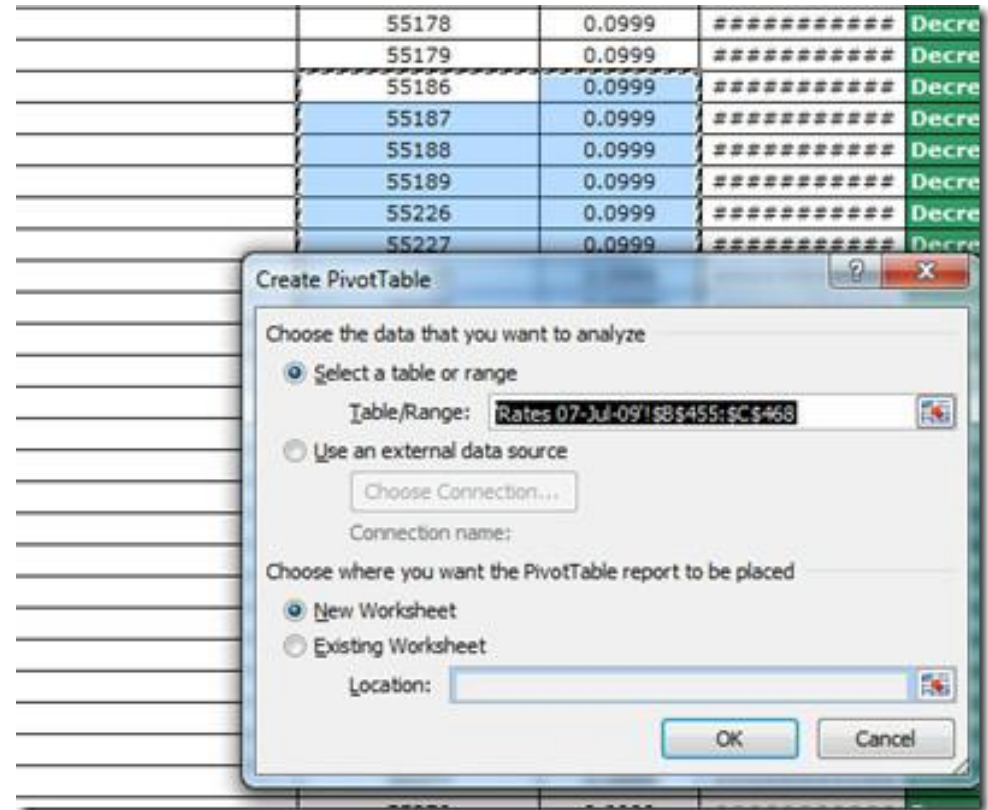 55178 0.0999 ########### Decre
55179 0.0999 ########### Decre
55186 0.0999 ########### Decre
55187 0.0999 ########### Decre
55188 0.0999 ########### Decre
55189 0.0999 ########### Decre
55226 0.0999 ########### Decre
55227 0.0999 ########### Decre
Create PivotTable
?
Choose the data that you want to analyze
Select a table or range
Table/Range: 'Rates 07-Jul-09'!$B$455:$C$468
Use an external data source
Choose Connection...
Connection name:
Choose where you want the PivotTable report to be placed
New Worksheet
Existing Worksheet
Location:
OK Cancel